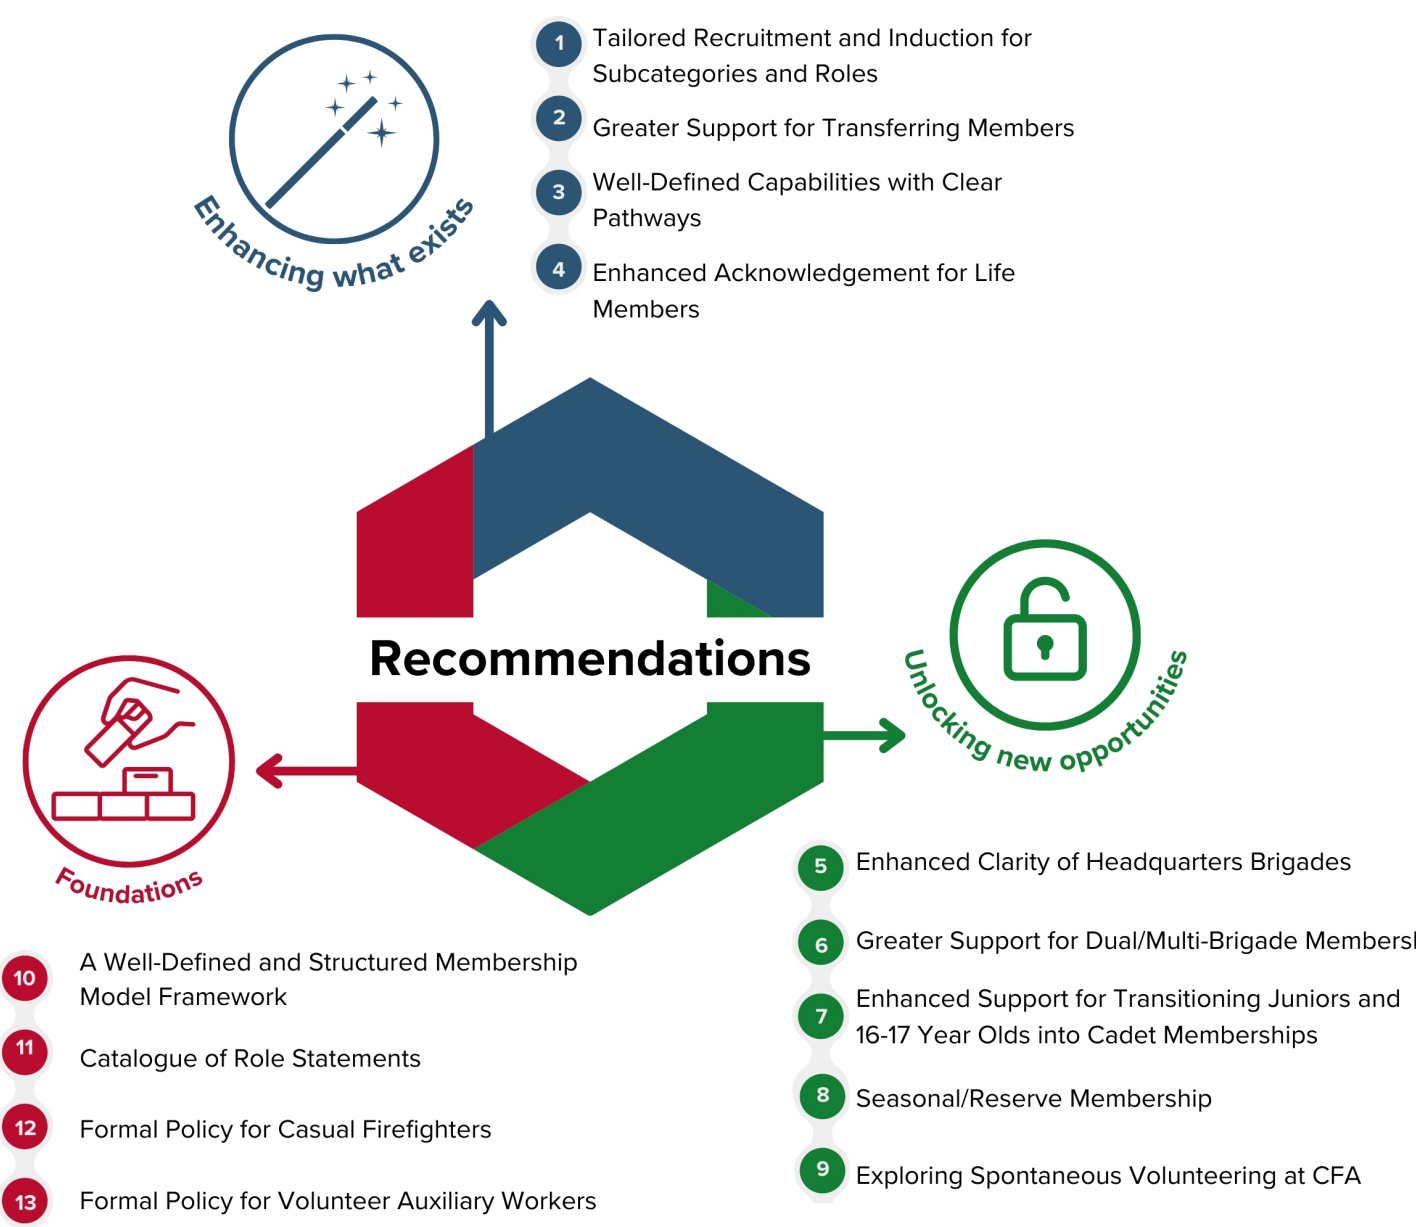 1
Tailored Recruitment and Induction for
Subcategories and Roles
2
Greater Support for Transferring Members
3
Well-Defined Capabilities with Clear
Pathways
4
Enhanced Acknowledgement for Life
Members
Enhancing what exists
Recommendations
Unlocking new opportunities
5
Enhanced Clarity of Headquarters Brigades
6
Greater Support for Dual/Multi-Brigade
7
Enhanced Support for Transitioning Juniors and
16-17 Year Olds into Cadet Memberships
8
Seasonal/Reserve Membership
9
Exploring Spontaneous Volunteering at CFA
Foundations
10
A Well-Defined and Structured Membership
Model Framework
11
Catalogue of Role Statements
12
Formal Policy for Casual Firefighters
13
Formal Policy for Volunteer Auxiliary Workers